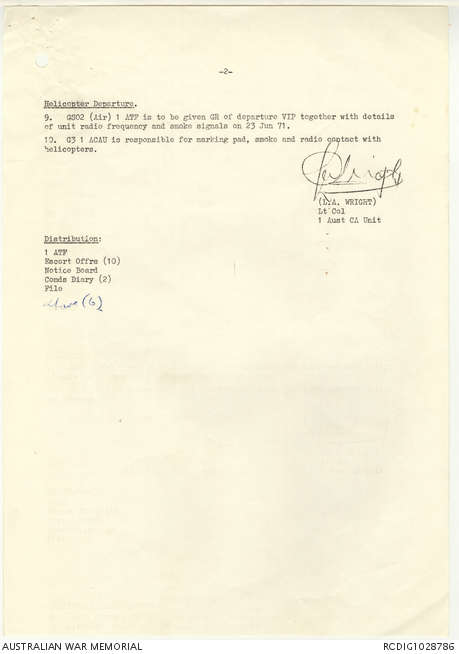 -2-
Helicopter Departure.
9. GSO2 (Air) 1 ATF is to be given GR of departure VIP together with details
of unit radio frequency and smoke signals on 23 Jun 71.
10. G3 1 ACAU is responsible for marking pad, smoke and radio contact with
helicopters.
(L.A. WRIGHT)
Lt Col
1 Aust CA Unit
Distribution:
1 ATF
Escort Offrs (10)
Notice Board
Comds Diary (2)
File
(6)
AUSTRALIAN WAR MEMORIAL
RCDIG1028786